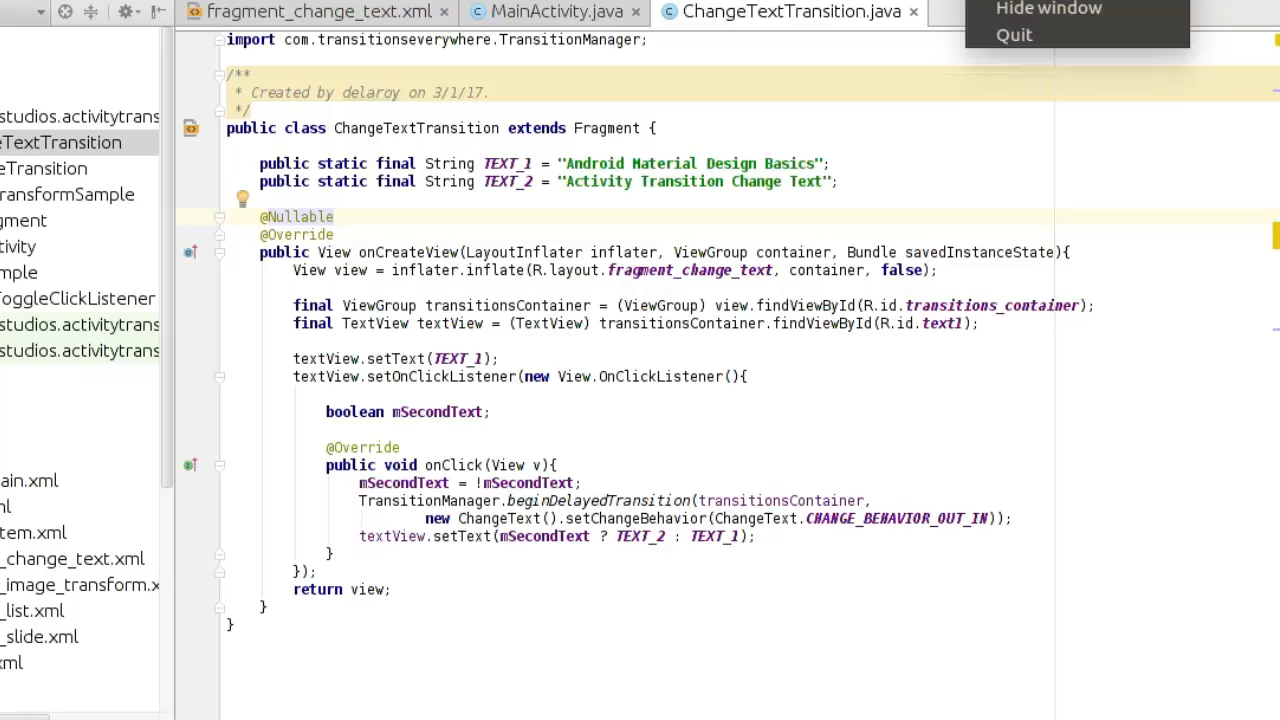 fragment_change_text.xml × MainActivity.java × ChangeTextTransition.java ×
Hide window
Quit
studios.activitytrans
eTextTransition
eTransition
ransformSample
gment
ivity
mple
oggleClickListener
studios.activitytrans
studios.activitytrans
ain.xml
ml
tem.xml
_change_text.xml
_image_transform.x
_list.xml
_slide.xml
xml
import com.transitionseverywhere.TransitionManager;
/**
* Created by delaroy on 3/1/17.
*/
public class ChangeTextTransition extends Fragment {
public static final String TEXT_1 = "Android Material Design Basics";
public static final String TEXT_2 = "Activity Transition Change Text";
@Nullable
@Override
public View onCreateView(LayoutInflater inflater, ViewGroup container, Bundle savedInstanceState){
View view = inflater.inflate(R.layout.fragment_change_text, container, false);
final ViewGroup transitionsContainer = (ViewGroup) view.findViewById(R.id.transitions_container);
final TextView textView = (TextView) transitionsContainer.findViewById(R.id.text1);
textView.setText(TEXT_1);
textView.setOnClickListener(new View.OnClickListener(){
boolean mSecondText;
@Override
public void onClick(View v){
mSecondText = !mSecondText;
TransitionManager.beginDelayedTransition(transitionsContainer,
new ChangeText().setChangeBehavior(ChangeText.CHANGE_BEHAVIOR_OUT_IN));
textView.setText(mSecondText ? TEXT_2 : TEXT_1);
}
});
return view;
}
}